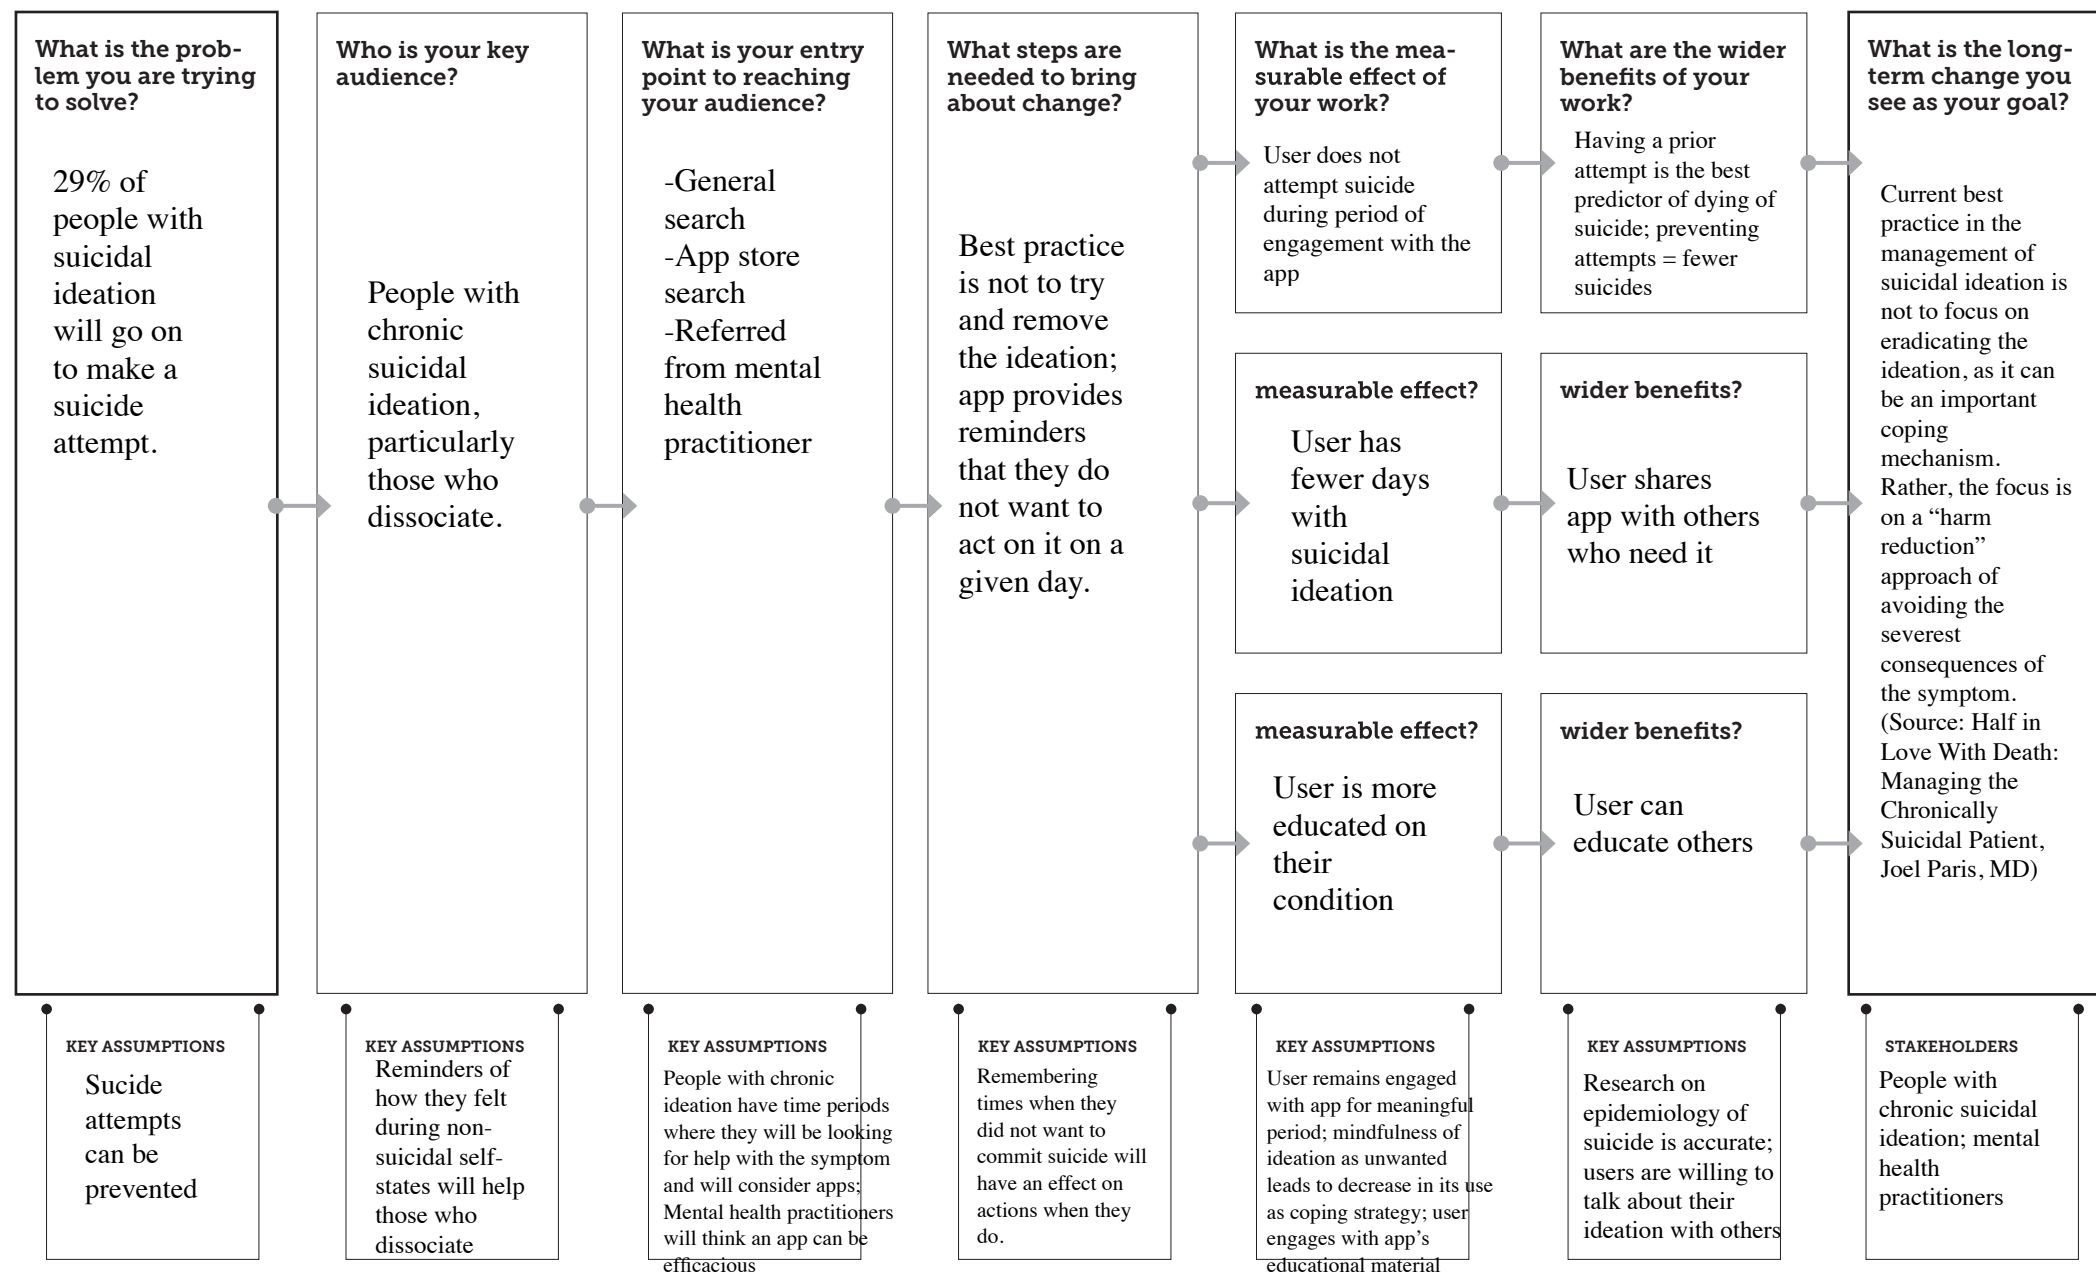 What is the prob-
lem you are trying
to solve?
29% of
people with
suicidal
ideation
will go on
to make a
suicide
attempt.
KEY ASSUMPTIONS
Sucide
attempts
can be
prevented
Who is your key
audience?
People with
chronic
suicidal
ideation,
particularly
those who
dissociate.
KEY ASSUMPTIONS
Reminders of
how they felt
during non-
suicidal self-
states will help
those who
dissociate
What is your entry
point to reaching
your audience?
-General
search
-App store
search
-Referred
from mental
health
practitioner
KEY ASSUMPTIONS
People with chronic
ideation have time periods
where they will be looking
for help with the symptom
and will consider apps;
Mental health practitioners
will think an app can be
efficacious
What steps are
needed to bring
about change?
Best practice
is not to try
and remove
the ideation;
app provides
reminders
that they do
not want to
act on it on a
given day.
KEY ASSUMPTIONS
Remembering
times when they
did not want to
commit suicide will
have an effect on
actions when they
do.
What is the mea-
surable effect of
your work?
User does not
attempt suicide
during period of
engagement with the
app
measurable effect?
User has
fewer days
with
suicidal
ideation
measurable effect?
User is more
educated on
their
condition
KEY ASSUMPTIONS
User remains engaged
with app for meaningful
period; mindfulness of
ideation as unwanted
leads to decrease in its use
as coping strategy; user
engages with app’s
educational material
What are the wider
benefits of your
work?
Having a prior
attempt is the best
predictor of dying of
suicide; preventing
attempts = fewer
suicides
wider benefits?
User shares
app with others
who need it
wider benefits?
User can
educate others
KEY ASSUMPTIONS
Research on
epidemiology of
suicide is accurate;
users are willing to
talk about their
ideation with others
What is the long-
term change you
see as your goal?
Current best
practice in the
management of
suicidal ideation is
not to focus on
eradicating the
ideation, as it can
be an important
coping
mechanism.
Rather, the focus is
on a “harm
reduction”
approach of
avoiding the
severest
consequences of
the symptom.
(Source: Half in
Love With Death:
Managing the
Chronically
Suicidal Patient,
Joel Paris, MD)
STAKEHOLDERS
People with
chronic suicidal
ideation; mental
health
practitioners